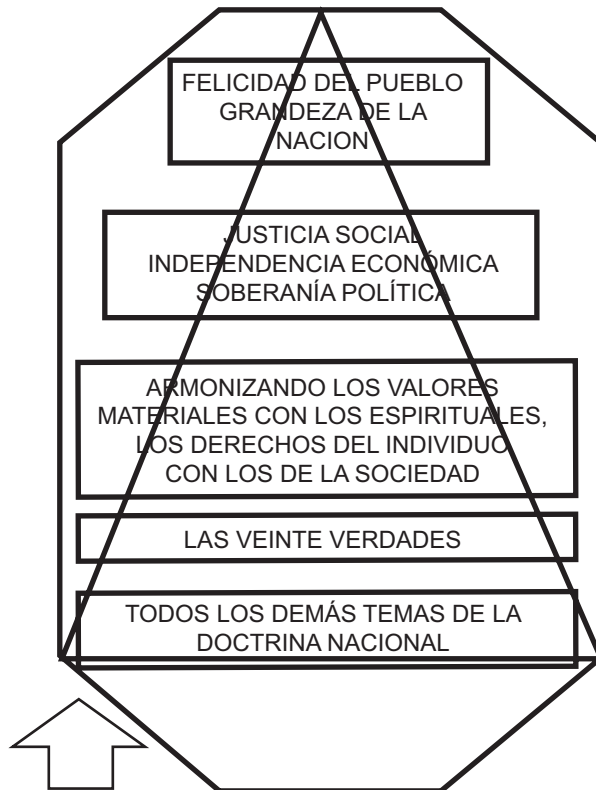 FELICIDAD DEL PUEBLO
GRANDEZA DE LA
NACION
JUSTICIA SOCIAL
INDEPENDENCIA ECONÓMICA
SOBERANÍA POLÍTICA
ARMONIZANDO LOS VALORES
MATERIALES CON LOS ESPIRITUALES,
LOS DERECHOS DEL INDIVIDUO
CON LOS DE LA SOCIEDAD
LAS VEINTE VERDADES
TODOS LOS DEMÁS TEMAS DE LA
DOCTRINA NACIONAL